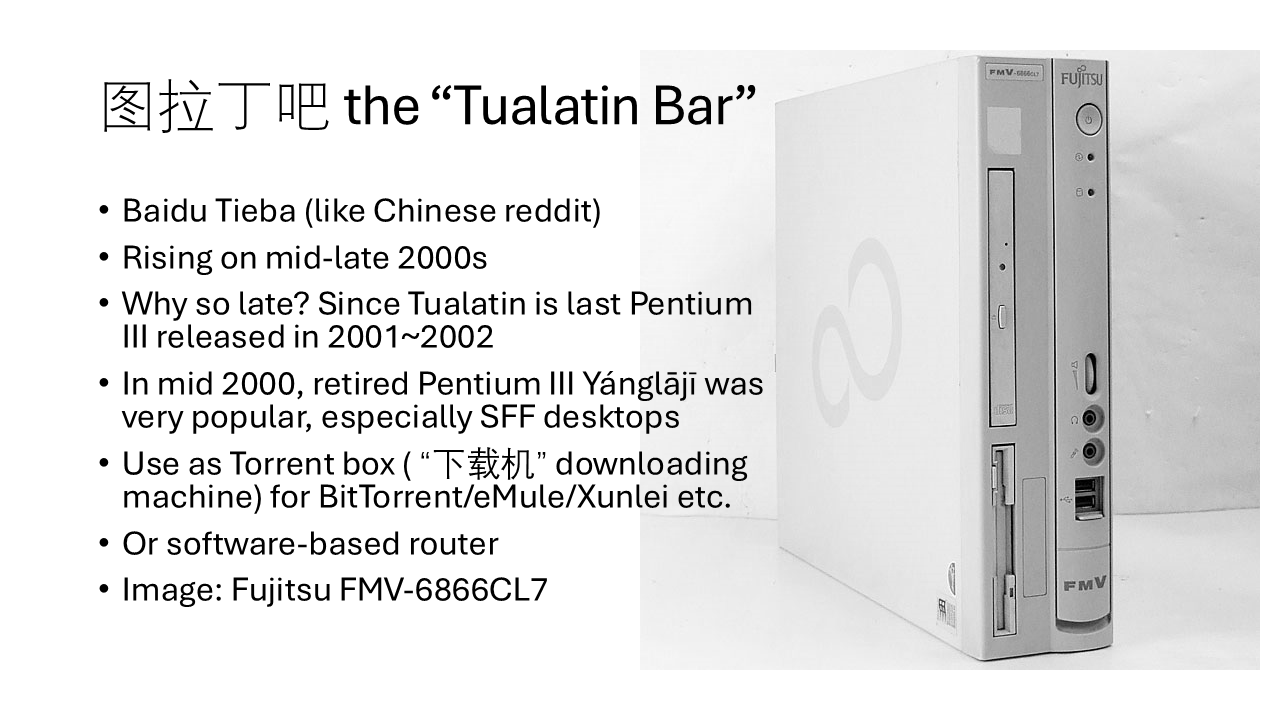 图拉丁吧 the “Tualatin Bar”
• Baidu Tieba (like Chinese reddit)
• Rising on mid-late 2000s
• Why so late? Since Tualatin is last Pentium
III released in 2001~2002
• In mid 2000, retired Pentium III Yánglājī was
very popular, especially SFF desktops
• Use as Torrent box ( “下载机” downloading
machine) for BitTorrent/eMule/Xunlei etc.
• Or software-based router
• Image: Fujitsu FMV-6866CL7
FMV-6866CL7
FUJITSU
FMV